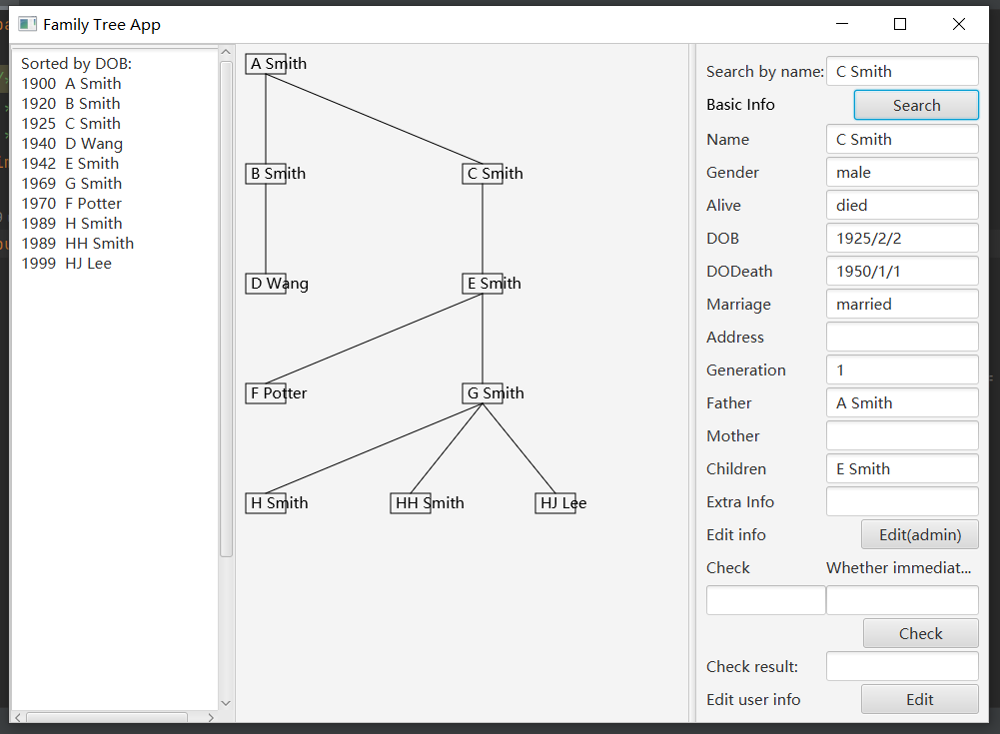 Family Tree App
Sorted by DOB:
1900 A Smith
1920 B Smith
1925 C Smith
1940 D Wang
1942 E Smith
1969 G Smith
1970 F Potter
1989 H Smith
1989 HH Smith
1999 HJ Lee
A Smith
B Smith
C Smith
D Wang
E Smith
F Potter
G Smith
H Smith
HH Smith
HJ Lee
Search by name: C Smith
Basic Info Search
Name C Smith
Gender male
Alive died
DOB 1925/2/2
DODeath 1950/1/1
Marriage married
Address
Generation 1
Father A Smith
Mother
Children E Smith
Extra Info
Edit info Edit(admin)
Check Whether immediat...
Check
Check result:
Edit user info Edit